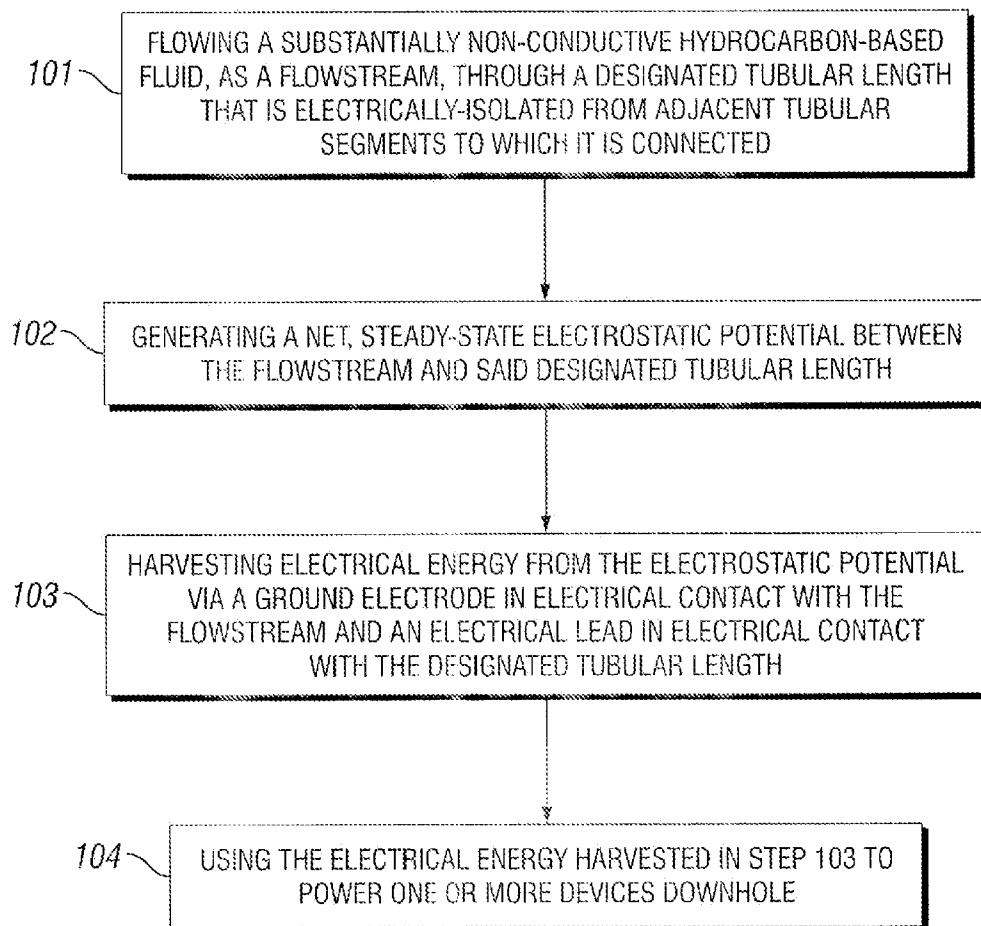 101
FLOWING A SUBSTANTIALLY NON-CONDUCTIVE HYDROCARBON-BASED
FLUID, AS A FLOWSTREAM, THROUGH A DESIGNATED TUBULAR LENGTH
THAT IS ELECTRICALLY-ISOLATED FROM ADJACENT TUBULAR
SEGMENTS TO WHICH IT IS CONNECTED
102
GENERATING A NET, STEADY-STATE ELECTROSTATIC POTENTIAL BETWEEN
THE FLOWSTREAM AND SAID DESIGNATED TUBULAR LENGTH
103
HARVESTING ELECTRICAL ENERGY FROM THE ELECTROSTATIC POTENTIAL
VIA A GROUND ELECTRODE IN ELECTRICAL CONTACT WITH THE
FLOWSTREAM AND AN ELECTRICAL LEAD IN ELECTRICAL CONTACT
WITH THE DESIGNATED TUBULAR LENGTH
104
USING THE ELECTRICAL ENERGY HARVESTED IN STEP 103 TO
POWER ONE OR MORE DEVICES DOWNHOLE